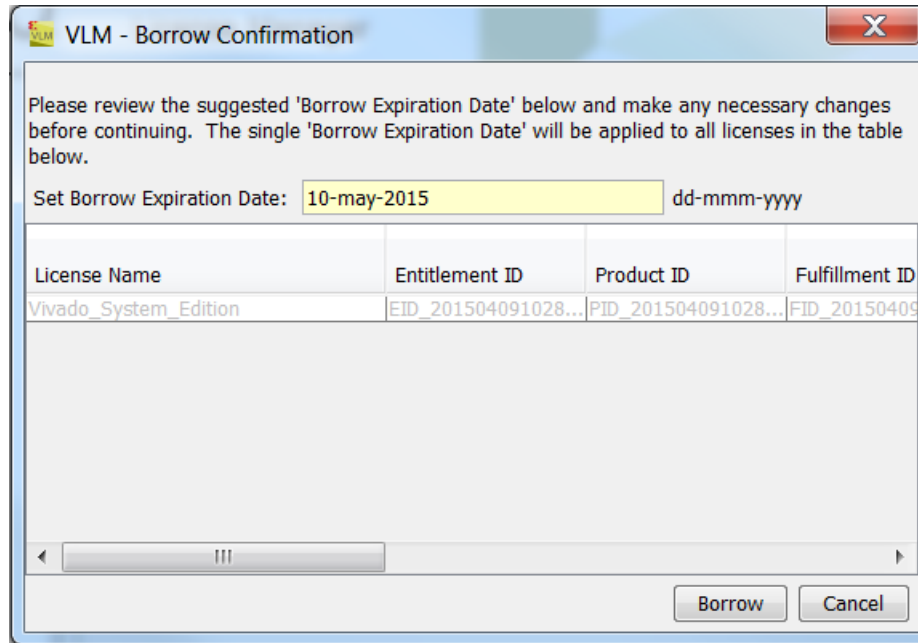 VLM - Borrow Confirmation
Please review the suggested 'Borrow Expiration Date' below and make any necessary changes
before continuing. The single 'Borrow Expiration Date' will be applied to all licenses in the table
below.
Set Borrow Expiration Date: 10-may-2015 dd-mmm-yyyy
License Name Entitlement ID Product ID Fulfillment ID
Vivado_System_Edition EID_201504091028... PID_201504091028... FID_20150409
Borrow Cancel